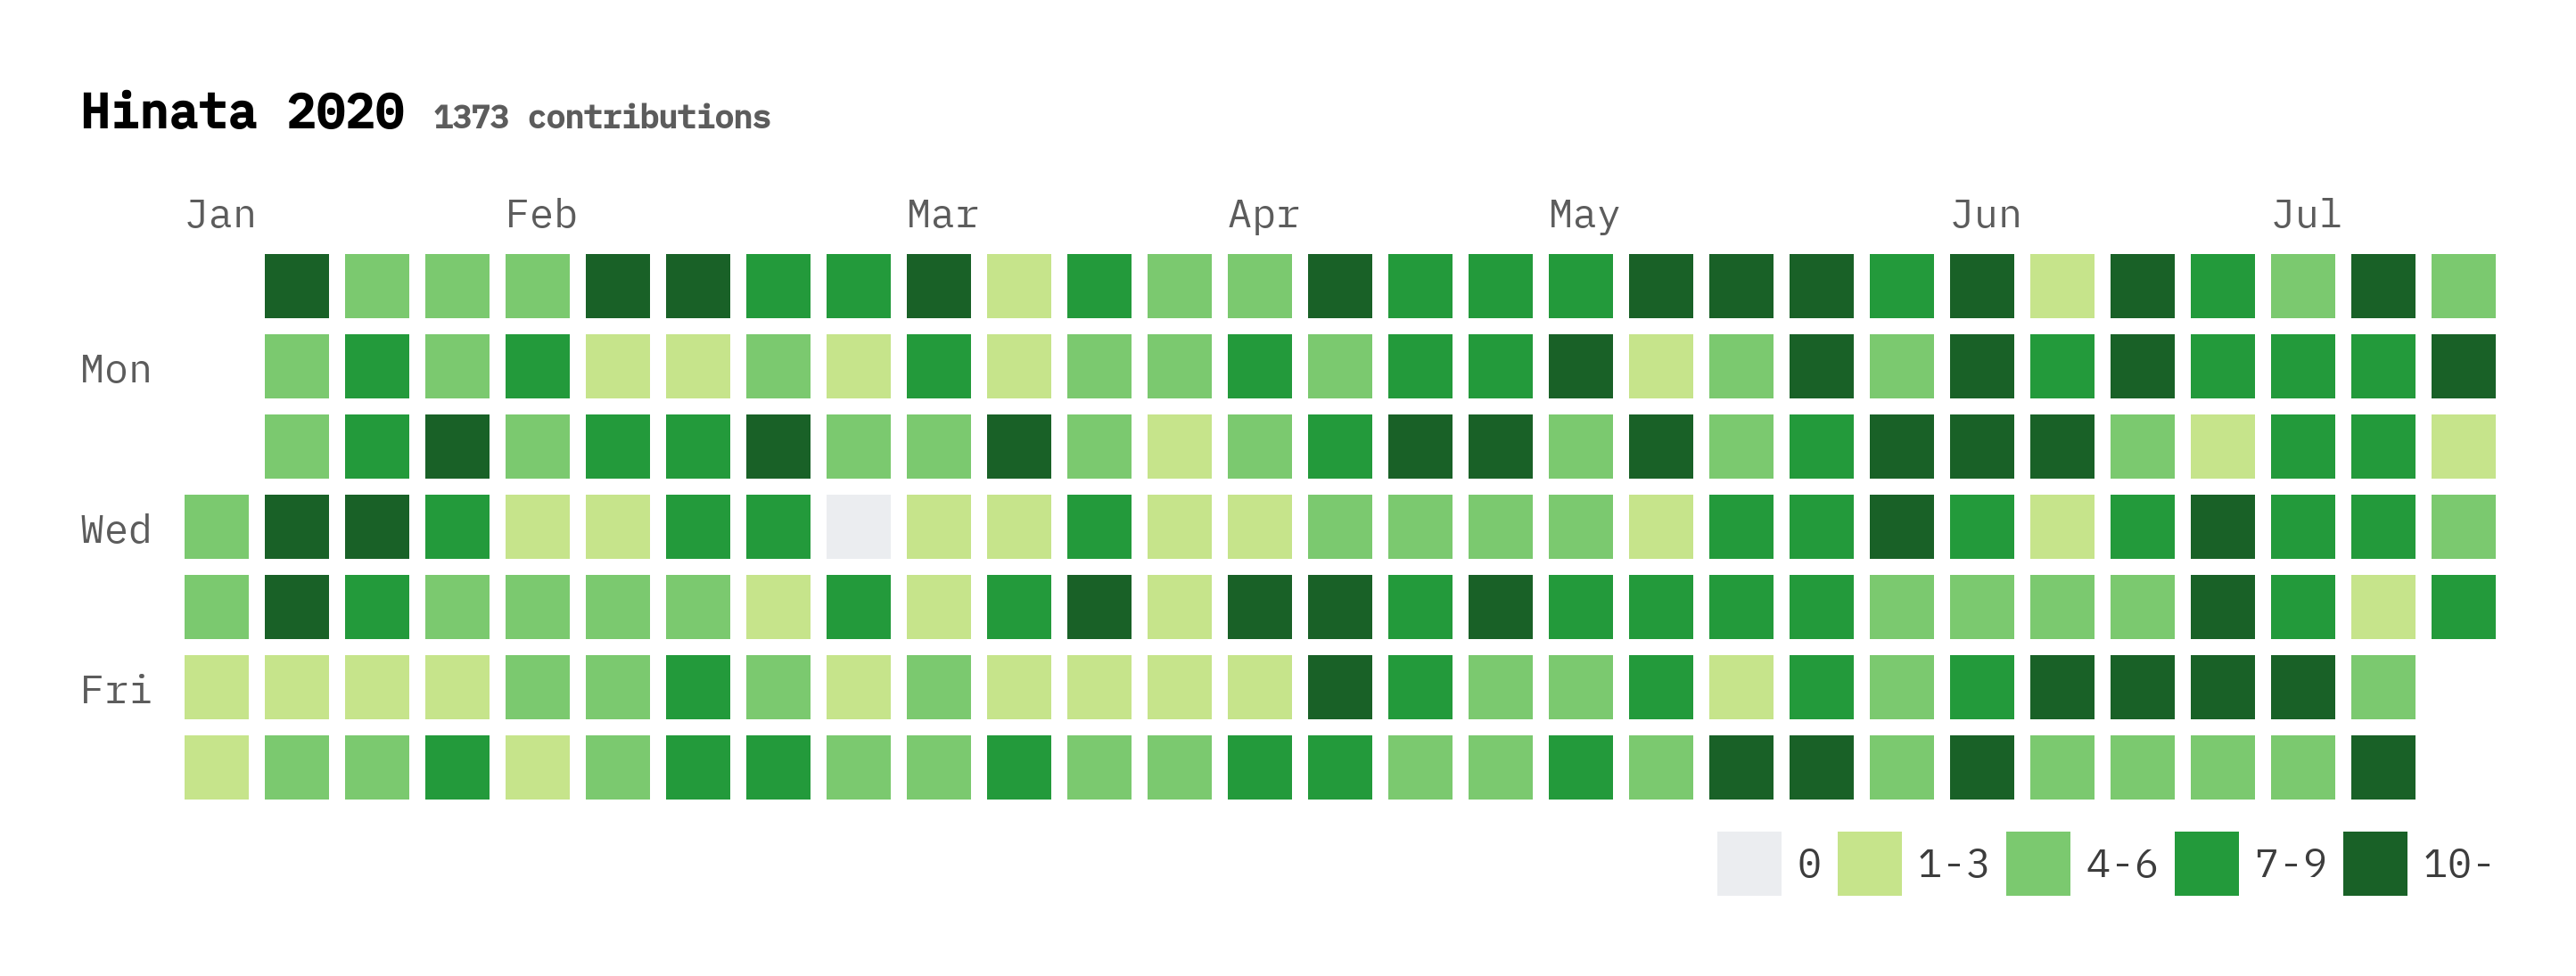 Hinata 2020 1373 contributions
Jan Feb Mar Apr May Jun Jul
Mon
Wed
Fri
0 1-3 4-6 7-9 10-